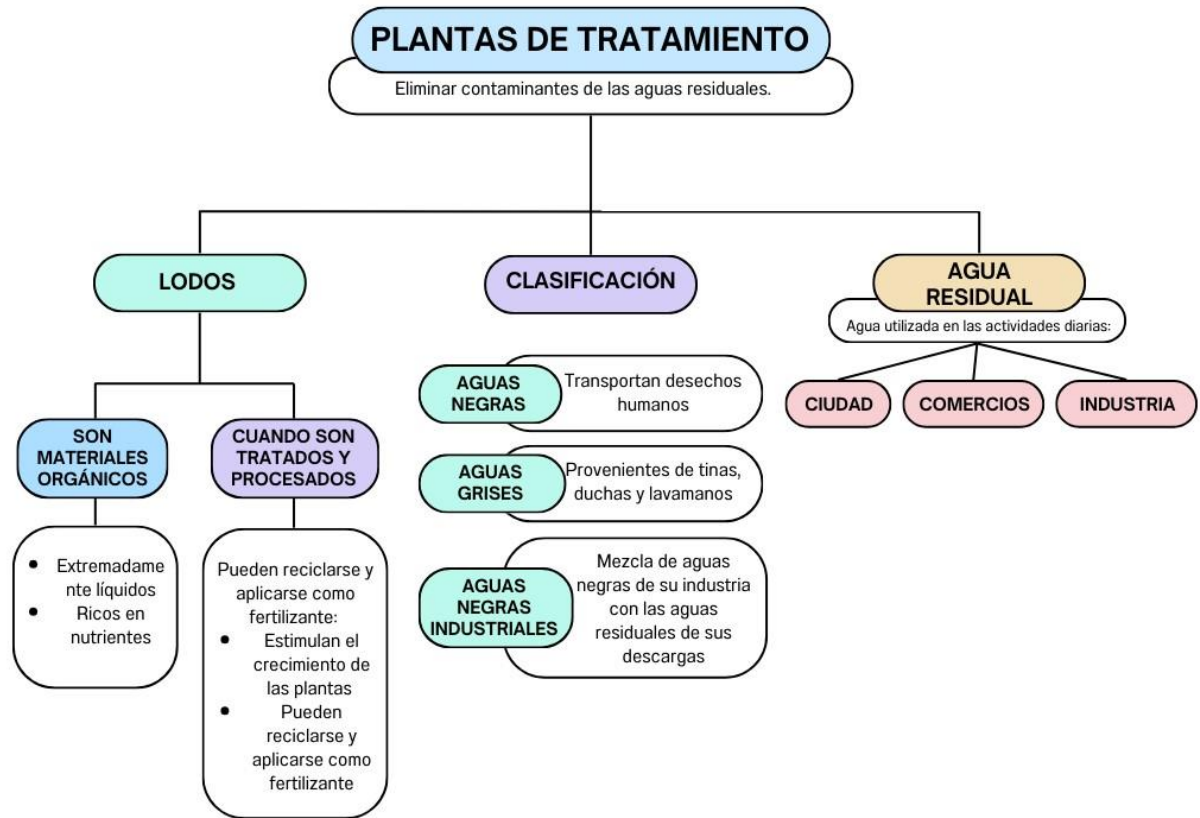 PLANTAS DE TRATAMIENTO
Eliminar contaminantes de las aguas residuales.
LODOS
SON
MATERIALES
ORGÁNICOS
• Extremadame
nte líquidos
• Ricos en
nutrientes
CUANDO SON
TRATADOS Y
PROCESADOS
Pueden reciclarse y
aplicarse como
fertilizante:
• Estimulan el
crecimiento de
las plantas
• Pueden
reciclarse y
aplicarse como
fertilizante
CLASIFICACIÓN
AGUAS
NEGRAS
Transportan desechos
humanos
AGUAS
GRISES
Provenientes de tinas,
duchas y lavamanos
AGUAS
NEGRAS
INDUSTRIALES
Mezcla de aguas
negras de su industria
con las aguas
residuales de sus
descargas
AGUA
RESIDUAL
Agua utilizada en las actividades diarias:
CIUDAD
COMERCIOS
INDUSTRIA